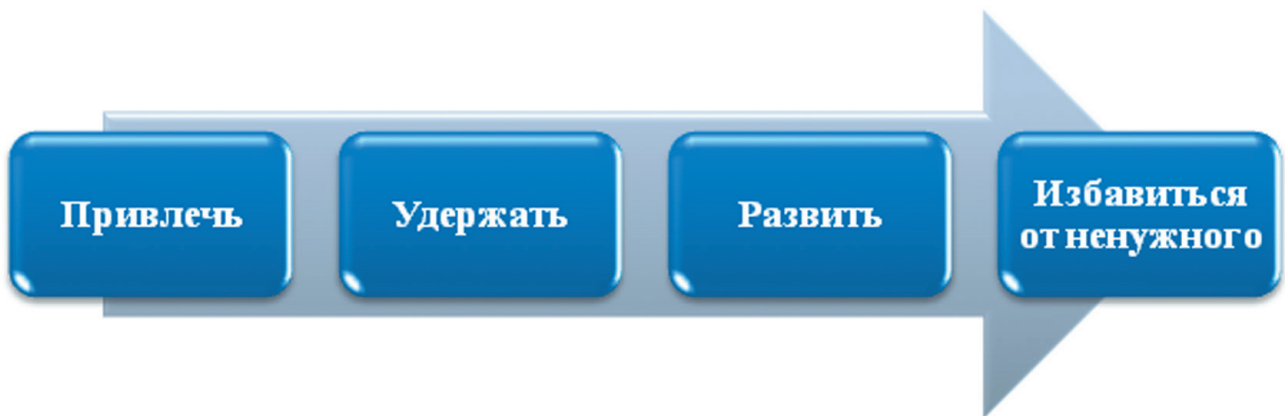 Привлечь
Удержать
Развить
Избавиться
от ненужного